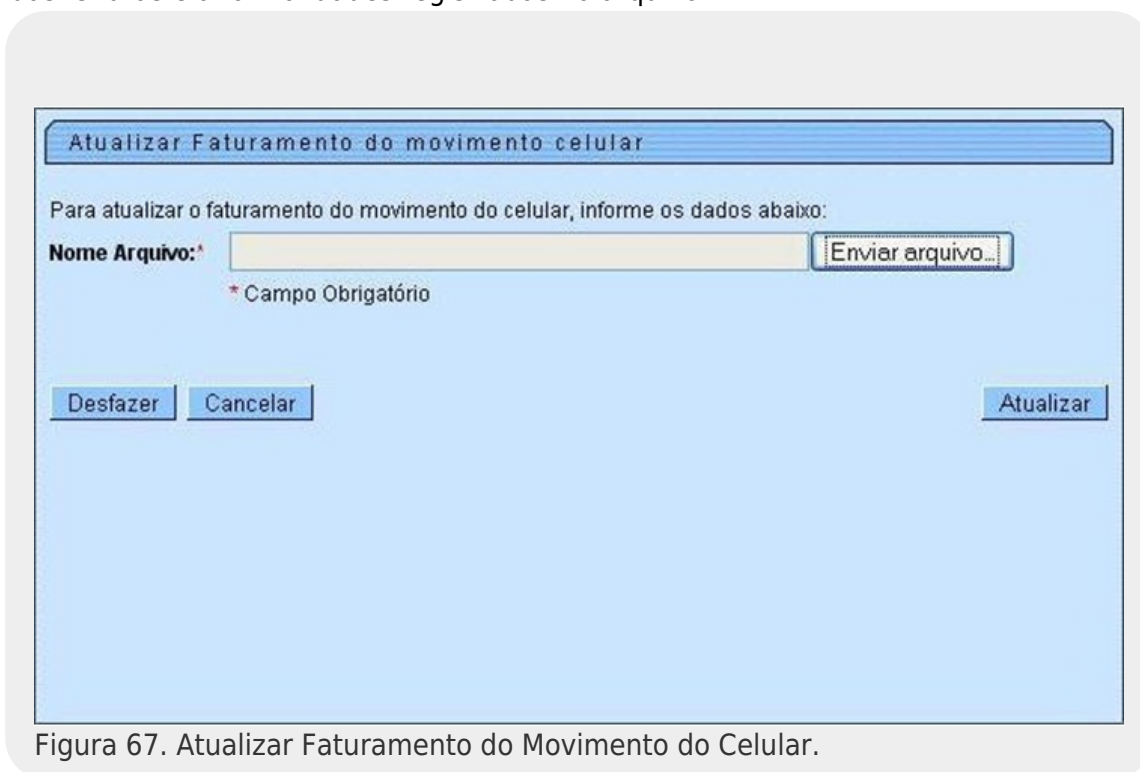 Atualizar Faturamento do movimento celular
Para atualizar o faturamento do movimento do celular, informe os dados abaixo:
Nome Arquivo:* Enviar arquivo...
* Campo Obrigatório
Desfazer Cancelar Atualizar
Figura 67. Atualizar Faturamento do Movimento do Celular.